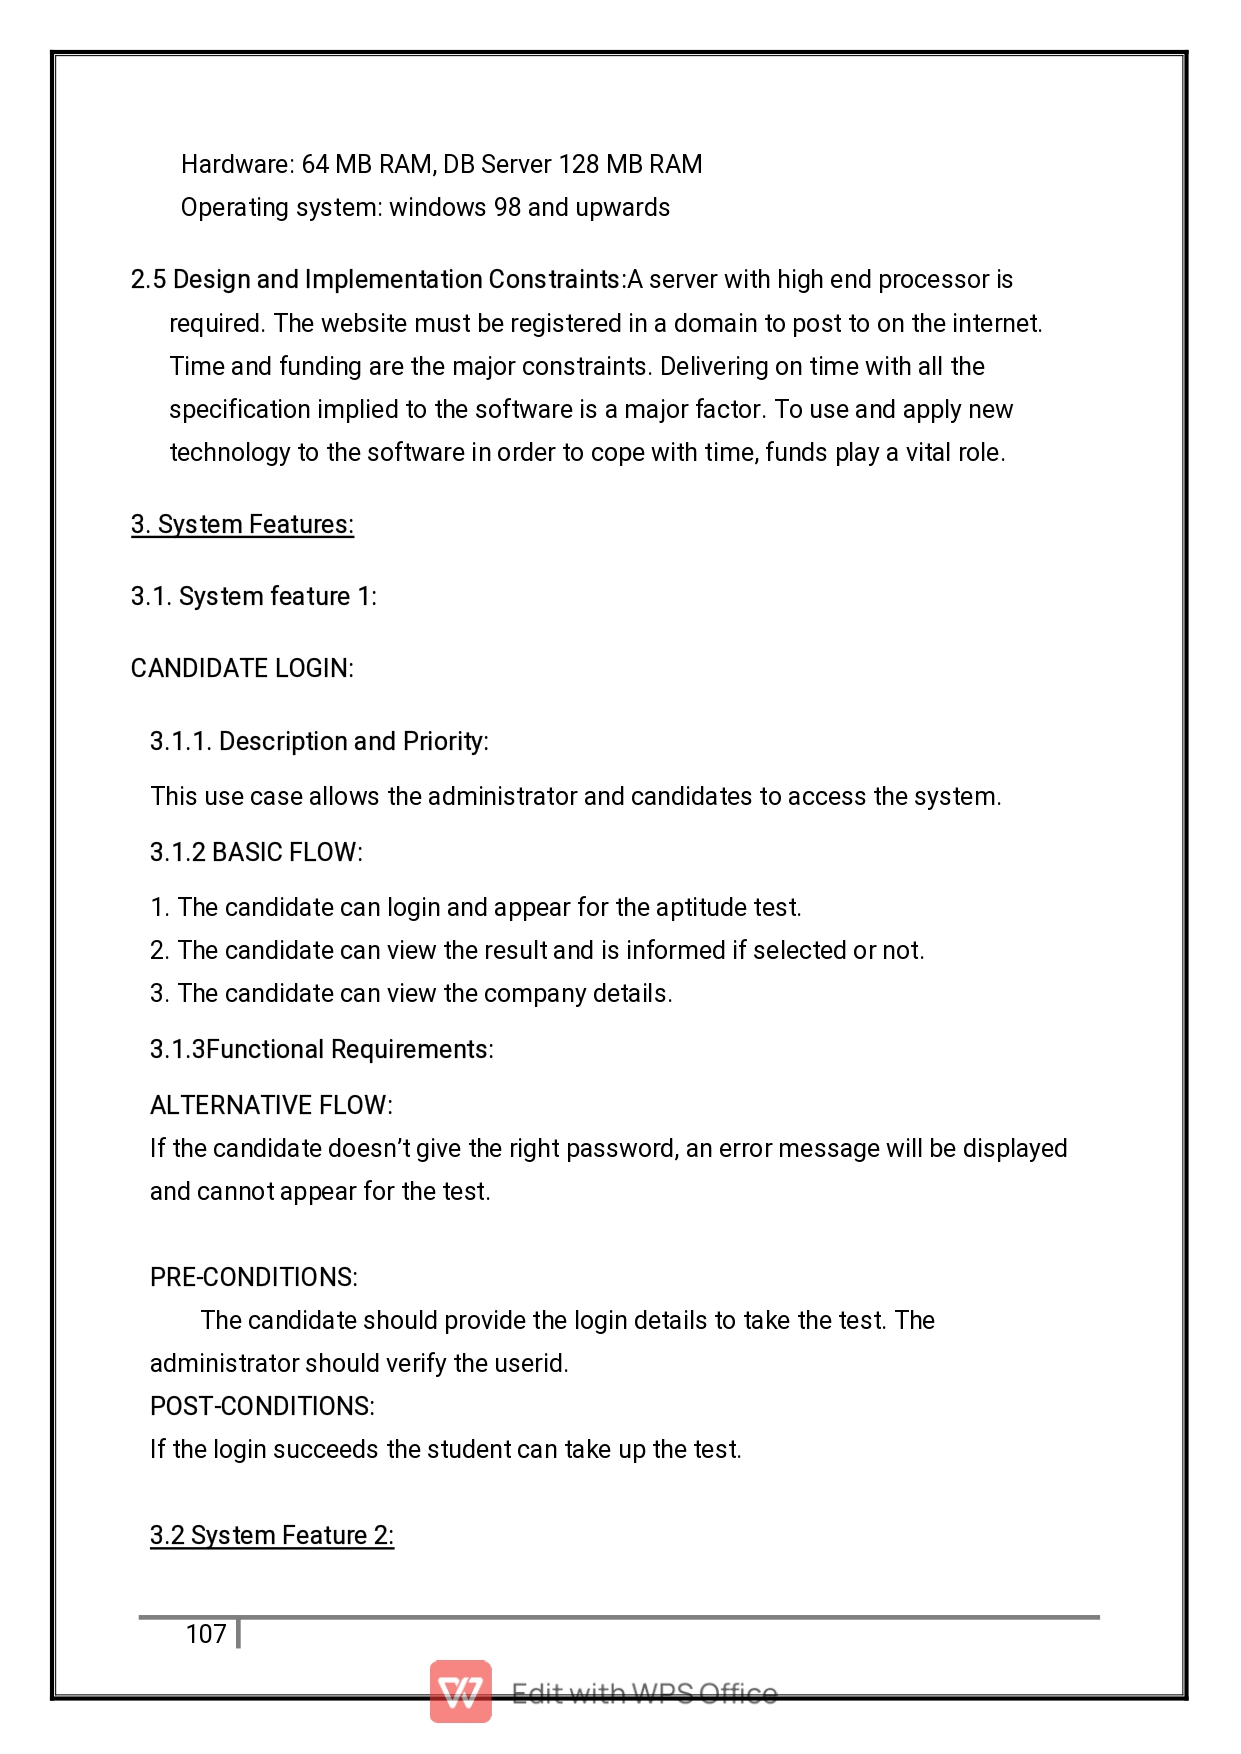 Hardware: 64 MB RAM, DB Server 128 MB RAM
Operating system: windows 98 and upwards
2.5 Design and Implementation Constraints:A server with high end processor is
required. The website must be registered in a domain to post to on the internet.
Time and funding are the major constraints. Delivering on time with all the
specification implied to the software is a major factor. To use and apply new
technology to the software in order to cope with time, funds play a vital role.
3. System Features:
3.1. System feature 1:
CANDIDATE LOGIN:
3.1.1. Description and Priority:
This use case allows the administrator and candidates to access the system.
3.1.2 BASIC FLOW:
1. The candidate can login and appear for the aptitude test.
2. The candidate can view the result and is informed if selected or not.
3. The candidate can view the company details.
3.1.3Functional Requirements:
ALTERNATIVE FLOW:
If the candidate doesn’t give the right password, an error message will be displayed
and cannot appear for the test.
PRE-CONDITIONS:
The candidate should provide the login details to take the test. The
administrator should verify the userid.
POST-CONDITIONS:
If the login succeeds the student can take up the test.
3.2 System Feature 2:
107
Edit with WPS Office